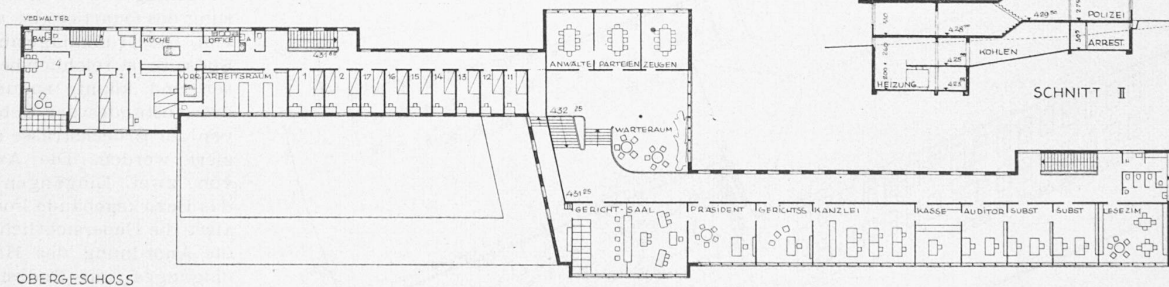 VERWALTER
BAD
KÜCHE
OFFICE
A
431
4
3 2 1
VORR. ARBEITSRAUM 1 2 17 16 15 14 13 12 11
ANWÄLTE PARTEIEN ZEUGEN
432 25
WARTERAUM
431 25
GERICHT-SAAL PRÄSIDENT GERICHTSS KANZLEI KASSE AUDITOR SUBST SUBST LESEZIM.
OBERGESCHOSS
POLIZEI
KOHLEN
ARREST
HEIZUNG
SCHNITT II